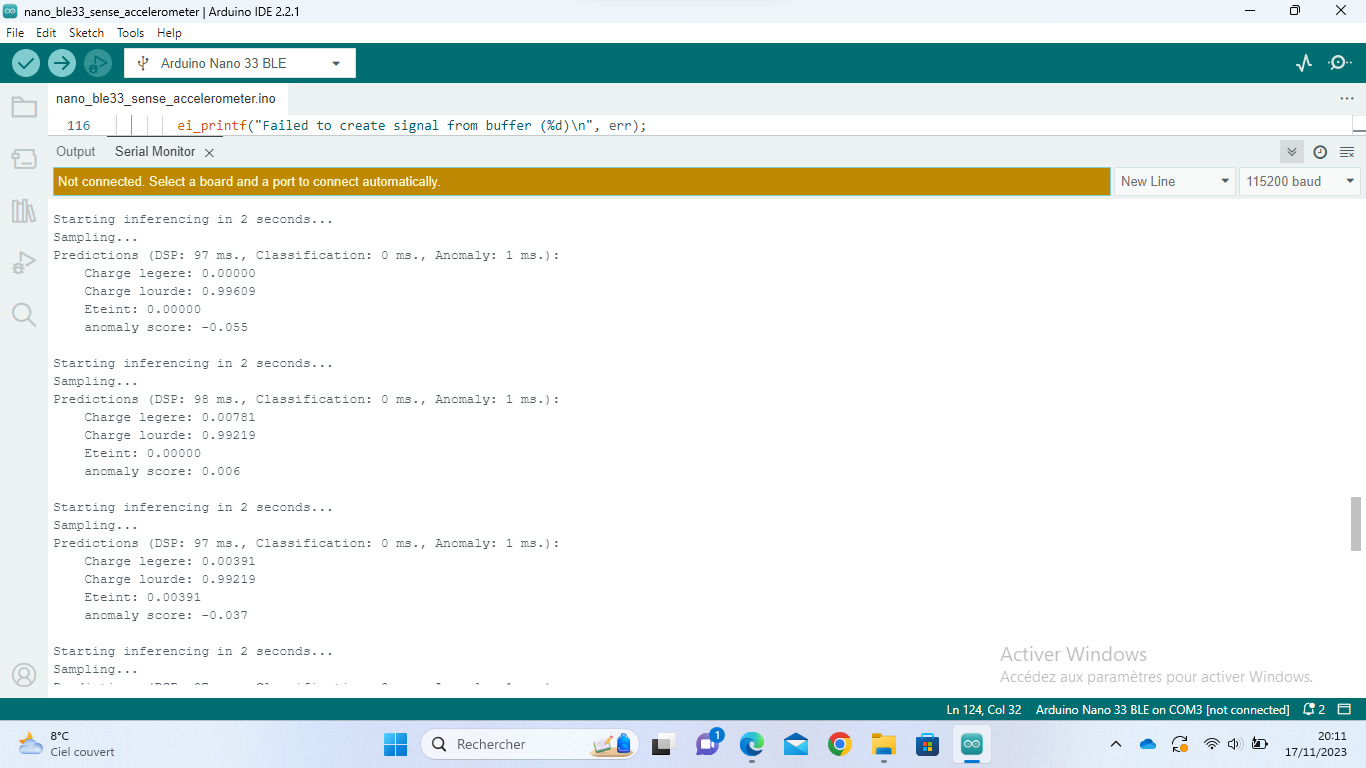 nano_ble33_sense_accelerometer | Arduino IDE 2.2.1
File Edit Sketch Tools Help
Arduino Nano 33 BLE
nano_ble33_sense_accelerometer.ino
116 ei_printf("Failed to create signal from buffer (%d)\n", err);
Output Serial Monitor
Not connected. Select a board and a port to connect automatically.
New Line
115200 baud
Starting inferencing in 2 seconds...
Sampling...
Predictions (DSP: 97 ms., Classification: 0 ms., Anomaly: 1 ms.):
Charge legere: 0.00000
Charge lourde: 0.99609
Eteint: 0.00000
anomaly score: -0.055
Starting inferencing in 2 seconds...
Sampling...
Predictions (DSP: 98 ms., Classification: 0 ms., Anomaly: 1 ms.):
Charge legere: 0.00781
Charge lourde: 0.99219
Eteint: 0.00000
anomaly score: 0.006
Starting inferencing in 2 seconds...
Sampling...
Predictions (DSP: 97 ms., Classification: 0 ms., Anomaly: 1 ms.):
Charge legere: 0.00391
Charge lourde: 0.99219
Eteint: 0.00391
anomaly score: -0.037
Starting inferencing in 2 seconds...
Sampling...
Activer Windows
Accédez aux paramètres pour activer Windows.
Ln 124, Col 32 Arduino Nano 33 BLE on COM3 [not connected] 2
8°C
Ciel couvert
Rechercher
1
20:11
17/11/2023